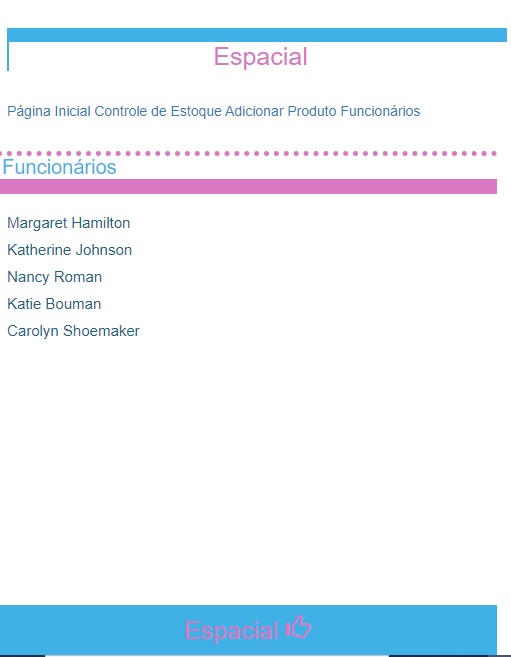 Espacial
Página Inicial Controle de Estoque Adicionar Produto Funcionários
Funcionários
Margaret Hamilton
Katherine Johnson
Nancy Roman
Katie Bouman
Carolyn Shoemaker
Espacial